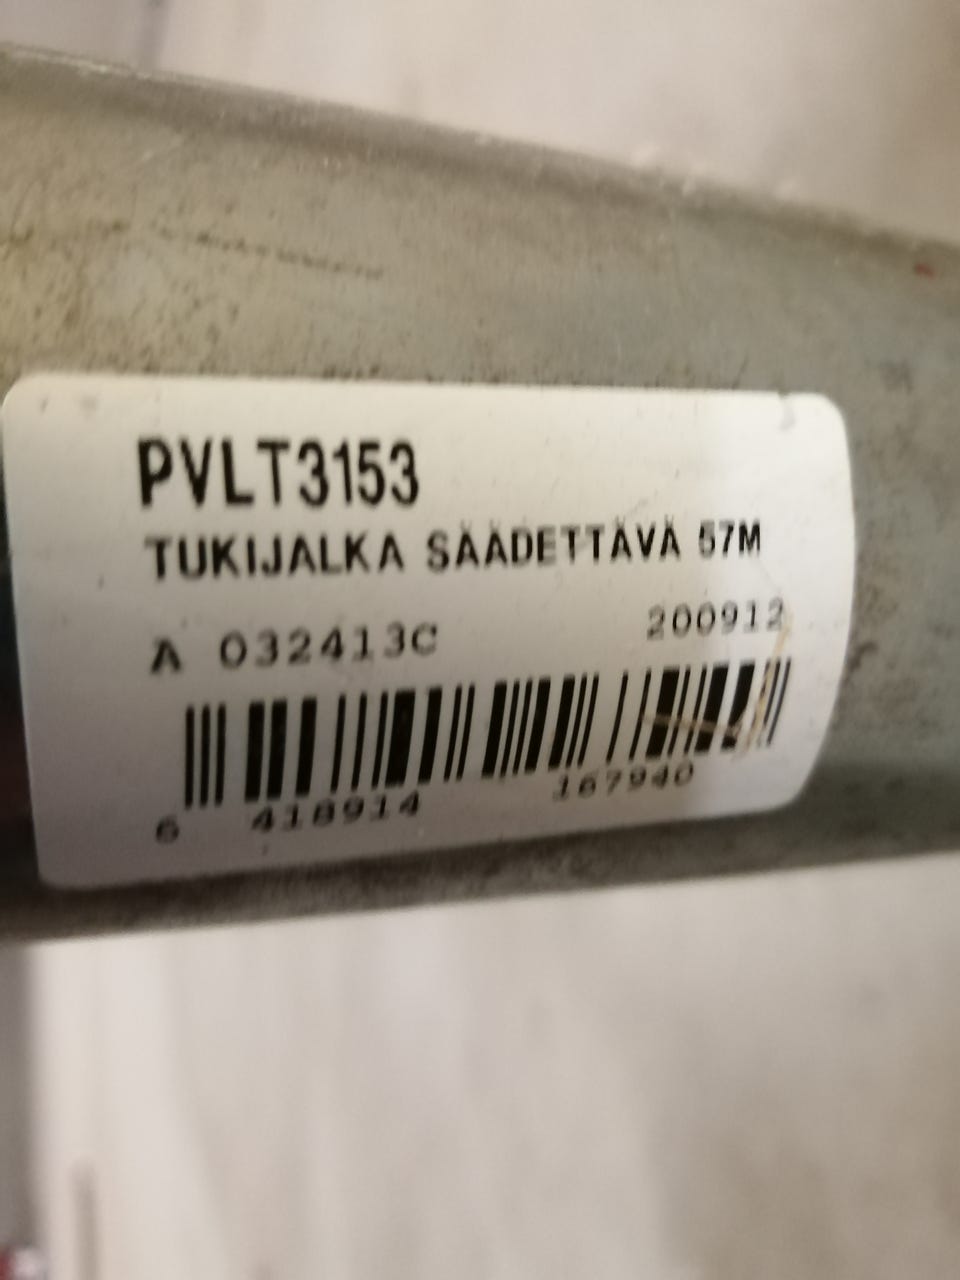 PVLT3153
TUKIJALKA SÄÄDETTÄVÄ 57M
A 032413C 200912
6 418914 167940